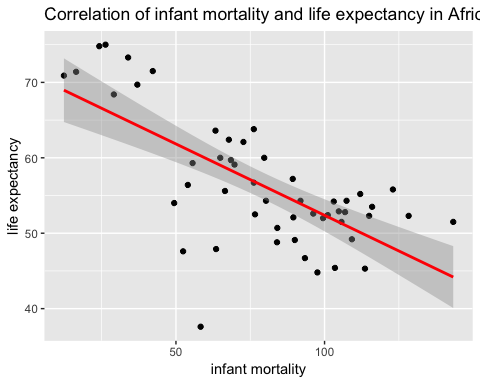 Correlation of infant mortality and life expectancy in Afric
70
60
50
40
life expectancy
50
100
infant mortality